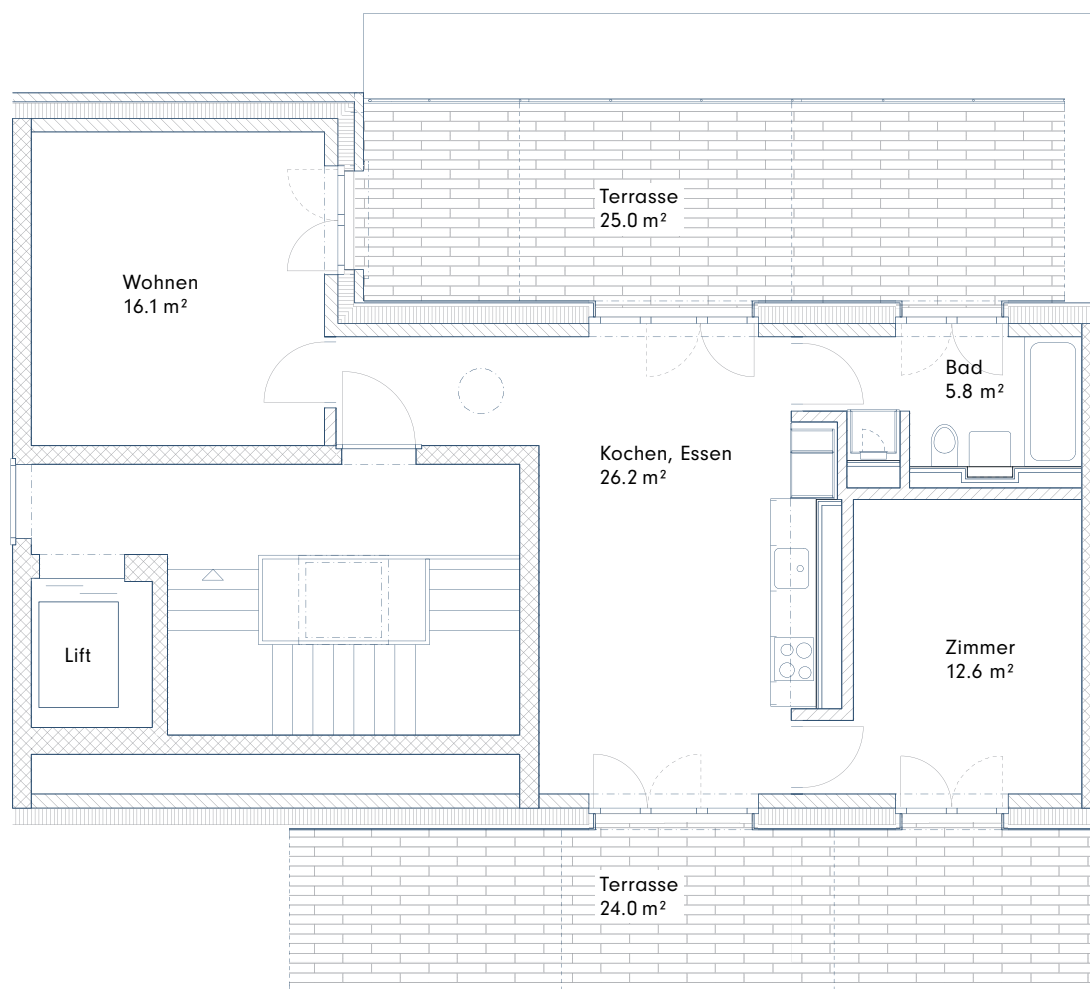 Terrasse
25.0 m²
Wohnen
16.1 m²
Bad
5.8 m²
Kochen, Essen
26.2 m²
Lift
Zimmer
12.6 m²
Terrasse
24.0 m²